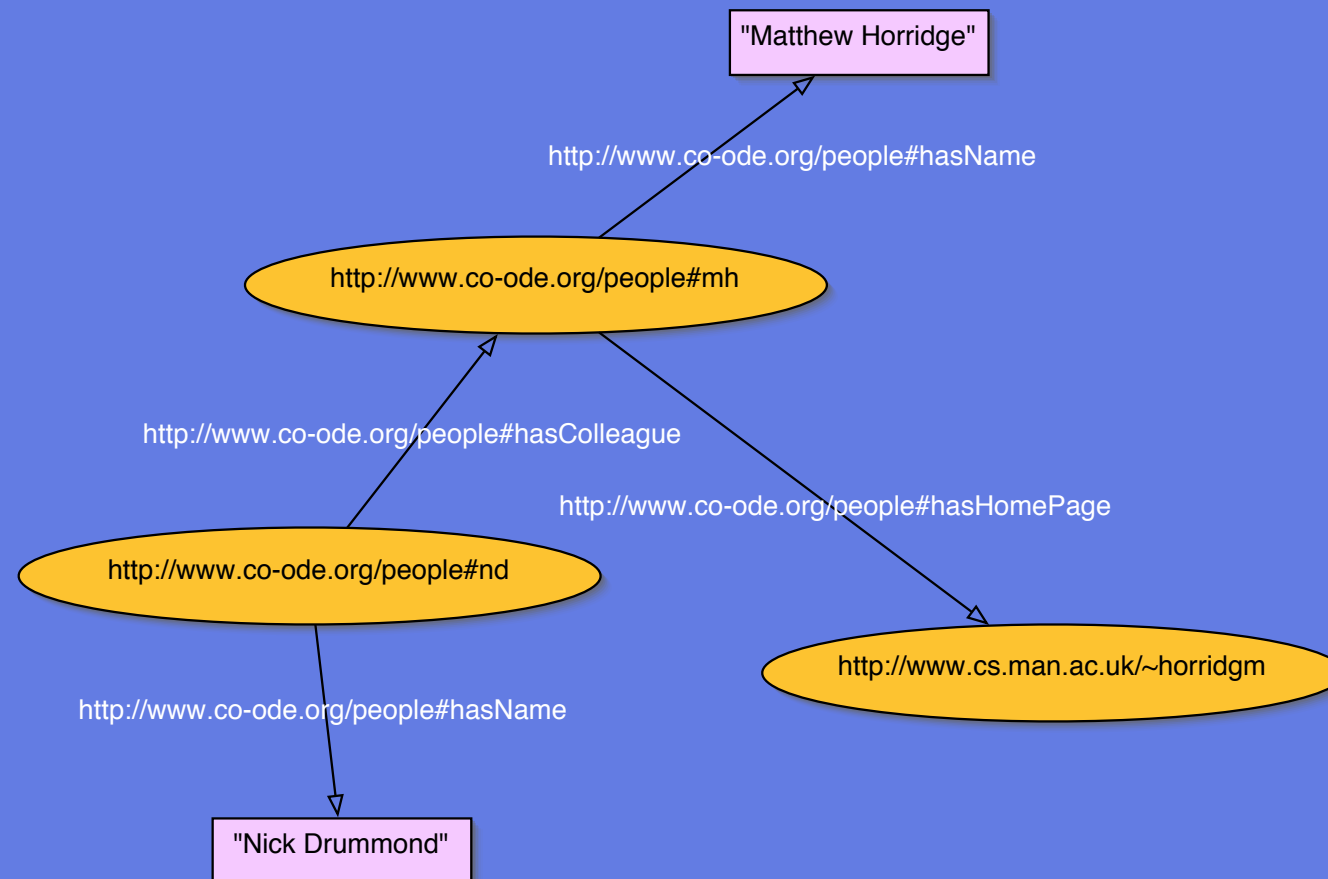 "Matthew Horridge"
http://www.co-ode.org/people#hasName
http://www.co-ode.org/people#mh
http://www.co-ode.org/people#hasColleague
http://www.co-ode.org/people#hasHomePage
http://www.co-ode.org/people#nd
http://www.cs.man.ac.uk/~horridgm
http://www.co-ode.org/people#hasName
"Nick Drummond"